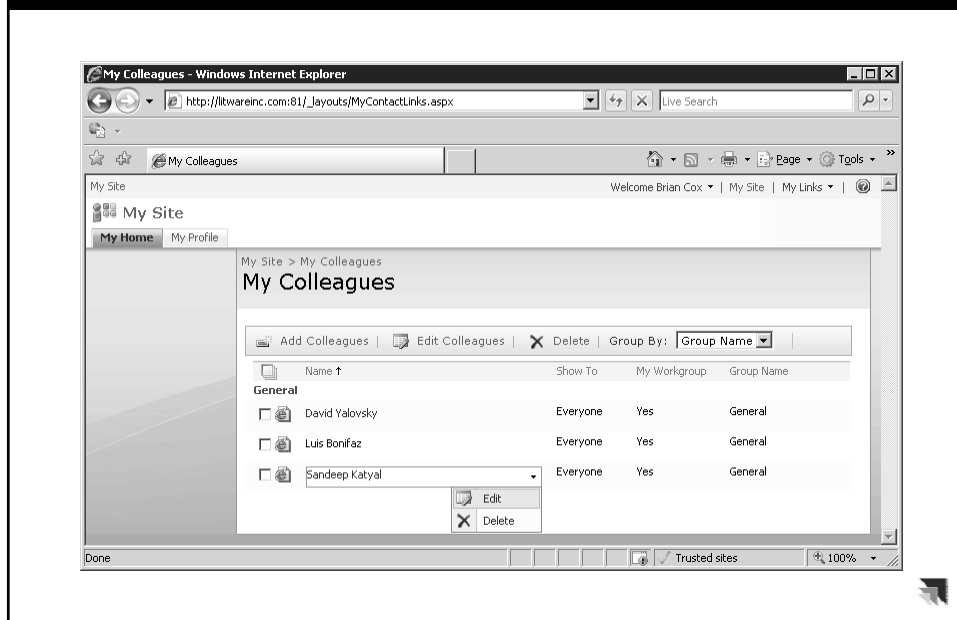 My Colleagues - Windows Internet Explorer
http://litwareinc.com:81/_layouts/MyContactLinks.aspx
Live Search
My Colleagues
Page
Tools
»
My Site
Welcome Brian Cox | My Site | My Links |
My Site
My Home My Profile
My Site > My Colleagues
My Colleagues
Add Colleagues | Edit Colleagues | Delete | Group By: Group Name
Name Show To My Workgroup Group Name
General
David Yalovsky Everyone Yes General
Luis Bonifaz Everyone Yes General
Sandeep Katyal Everyone Yes General
Edit
Delete
Done Trusted sites 100%